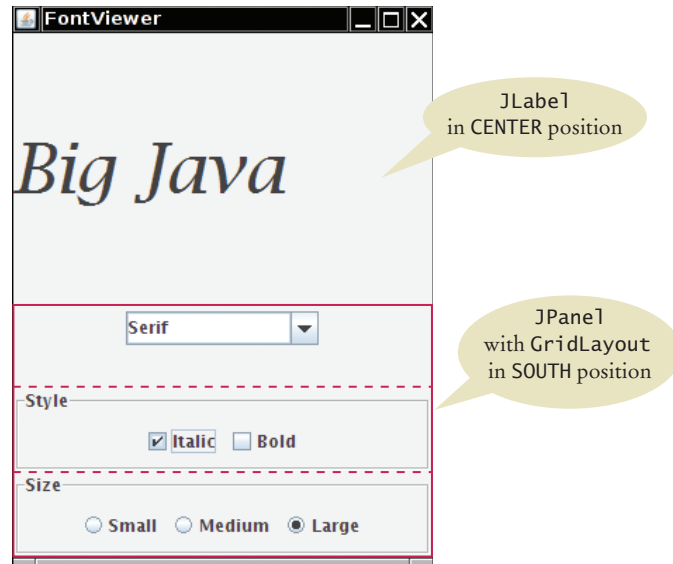 FontViewer
JLabel
in CENTER position
Big Java
Serif
JPanel
with GridLayout
in SOUTH position
Style
Italic Bold
Size
Small Medium Large